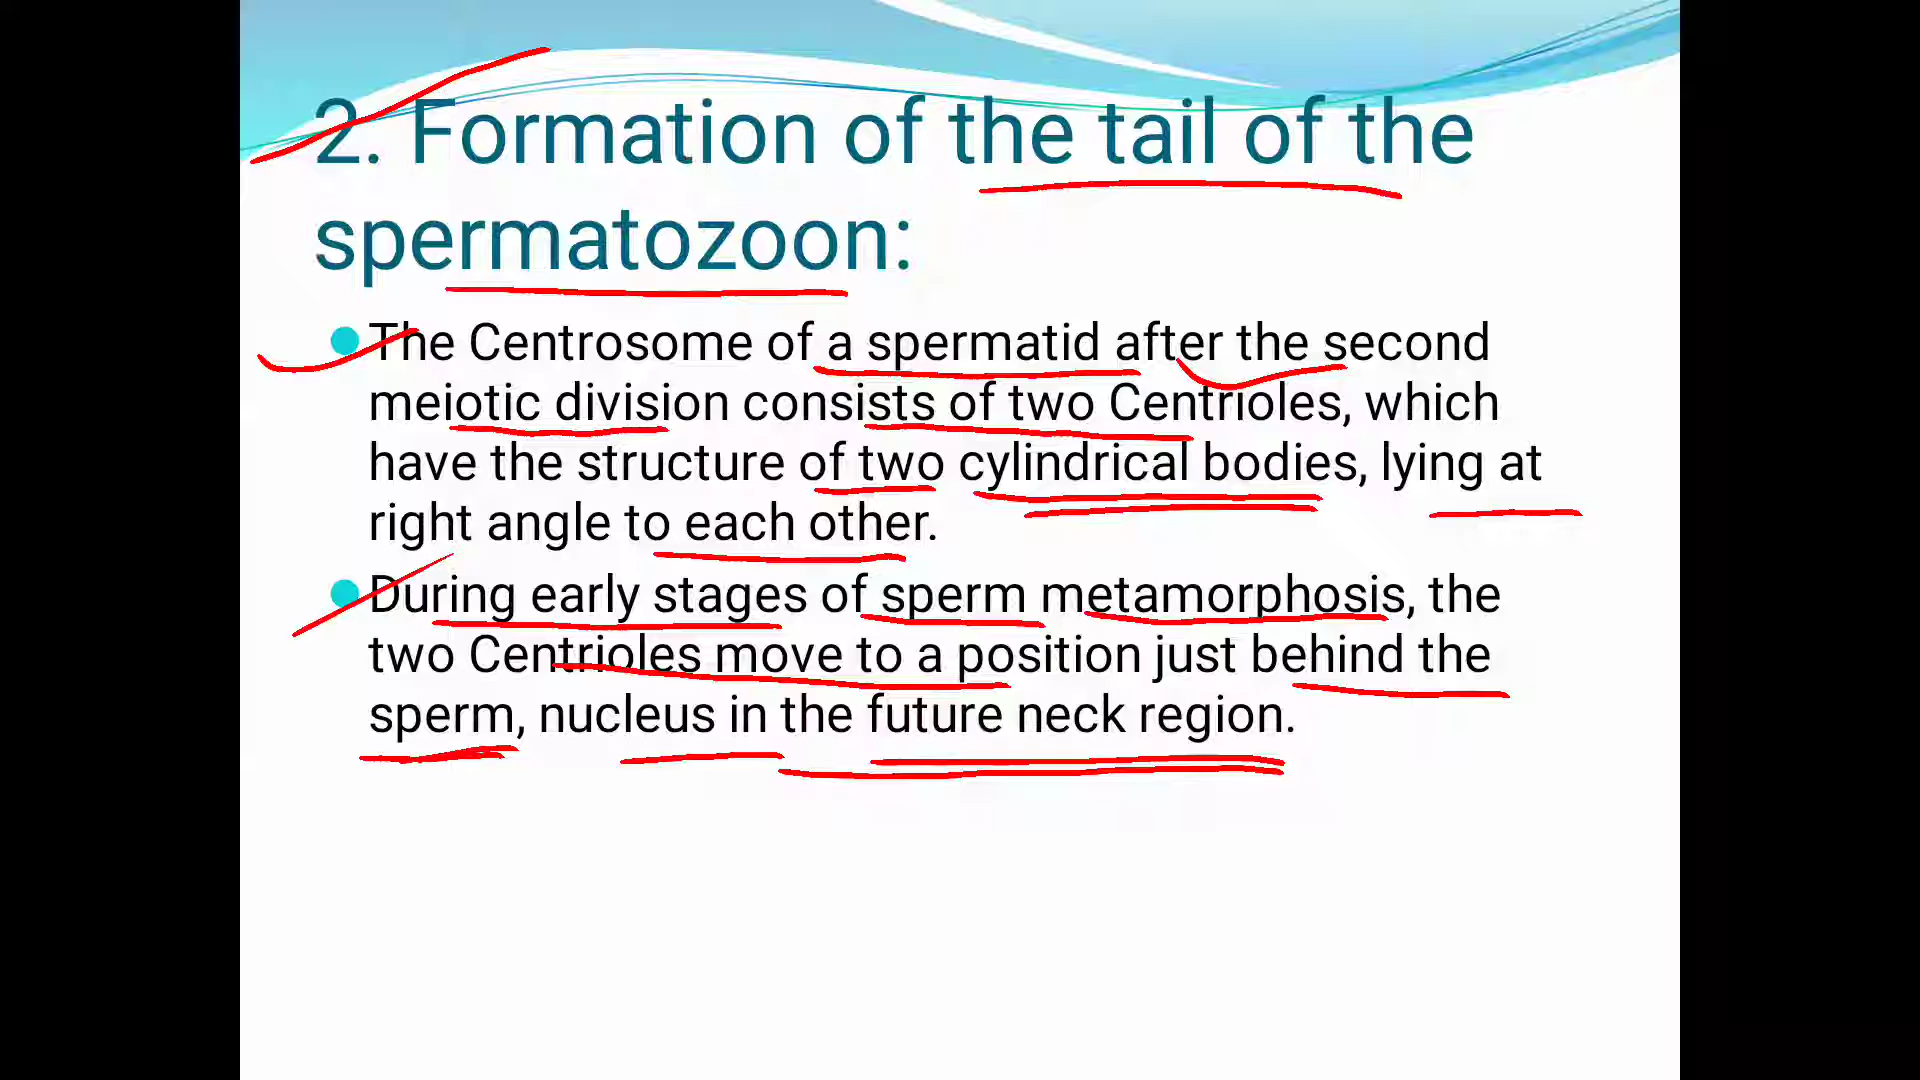 2. Formation of the tail of the
spermatozoon:
The Centrosome of a spermatid after the second
meiotic division consists of two Centrioles, which
have the structure of two cylindrical bodies, lying at
right angle to each other.
During early stages of sperm metamorphosis, the
two Centrioles move to a position just behind the
sperm, nucleus in the future neck region.